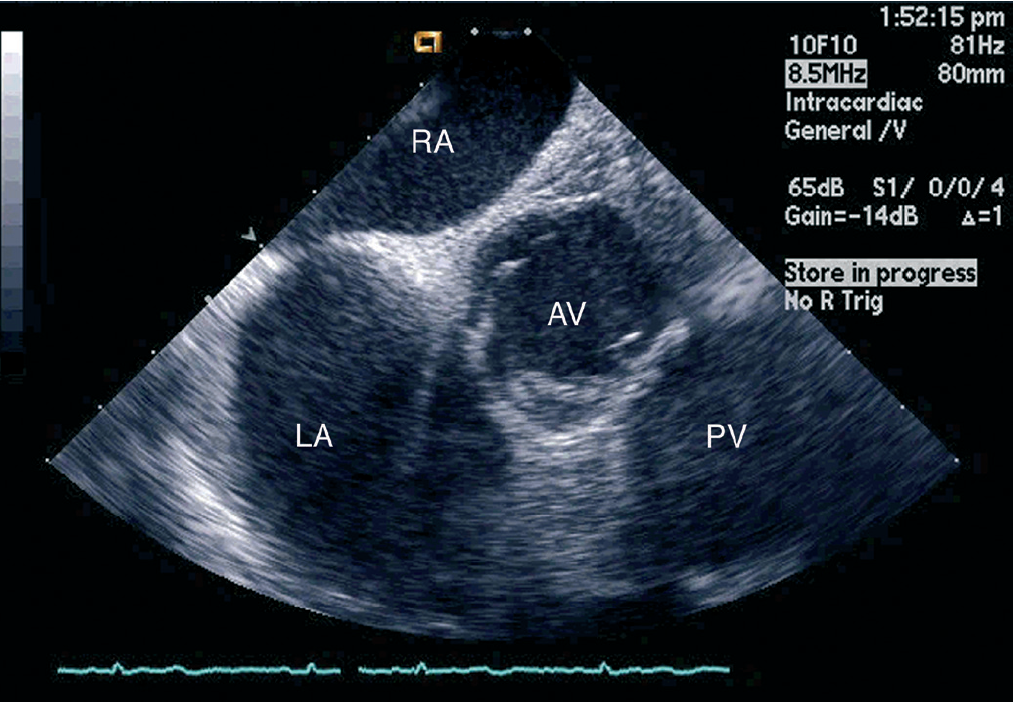 1:52:15 pm
10F10 81Hz
8.5MHz 80mm
Intracardiac
General /V
65dB S1/ 0/0/4
Gain=-14dB Δ=1
Store in progress
No R Trig
RA
AV
LA
PV